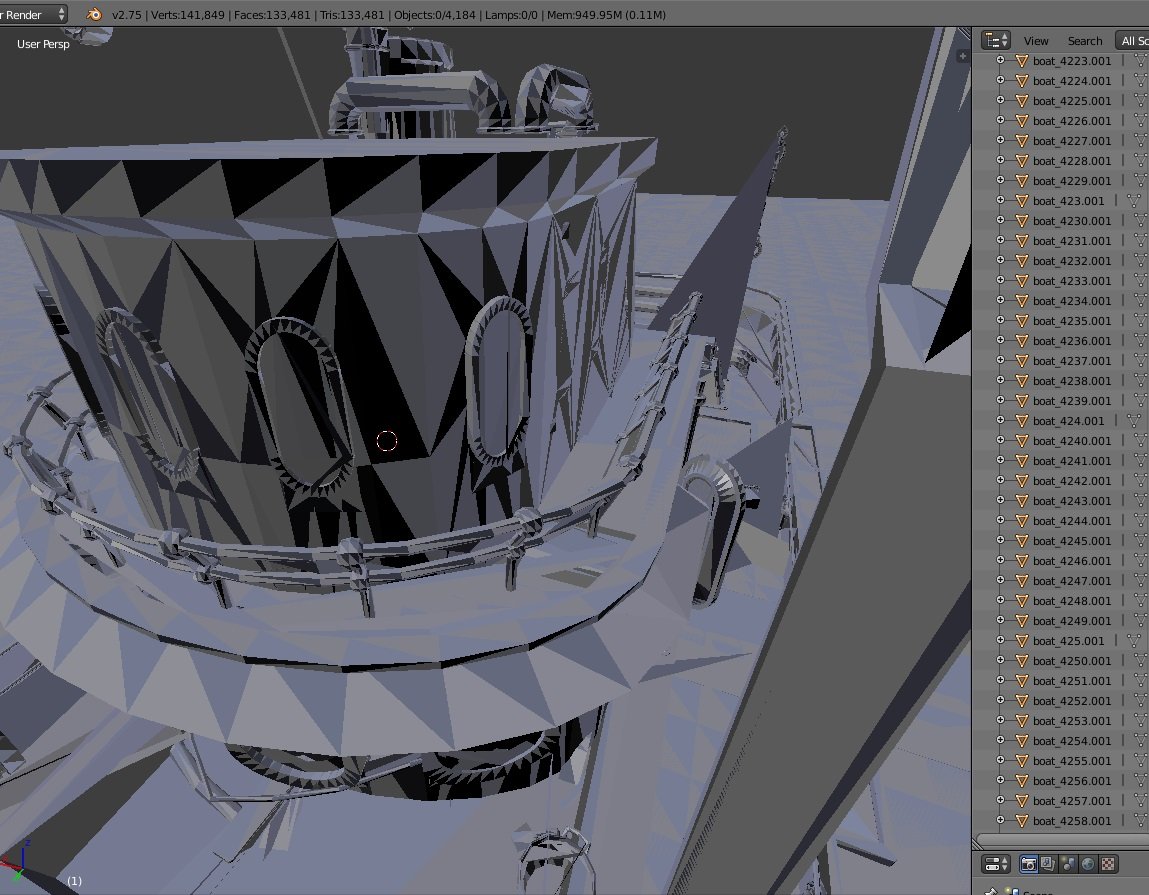 r Render v2.75 | Verts:141,849 | Faces:133,481 | Tris:133,481 | Objects:0/4,184 | Lamps:0/0 | Mem:949.95M (0.11M)
User Persp
View Search All Sc
boat_4223.001
boat_4224.001
boat_4225.001
boat_4226.001
boat_4227.001
boat_4228.001
boat_4229.001
boat_423.001
boat_4230.001
boat_4231.001
boat_4232.001
boat_4233.001
boat_4234.001
boat_4235.001
boat_4236.001
boat_4237.001
boat_4238.001
boat_4239.001
boat_424.001
boat_4240.001
boat_4241.001
boat_4242.001
boat_4243.001
boat_4244.001
boat_4245.001
boat_4246.001
boat_4247.001
boat_4248.001
boat_4249.001
boat_425.001
boat_4250.001
boat_4251.001
boat_4252.001
boat_4253.001
boat_4254.001
boat_4255.001
boat_4256.001
boat_4257.001
boat_4258.001
z
(1)